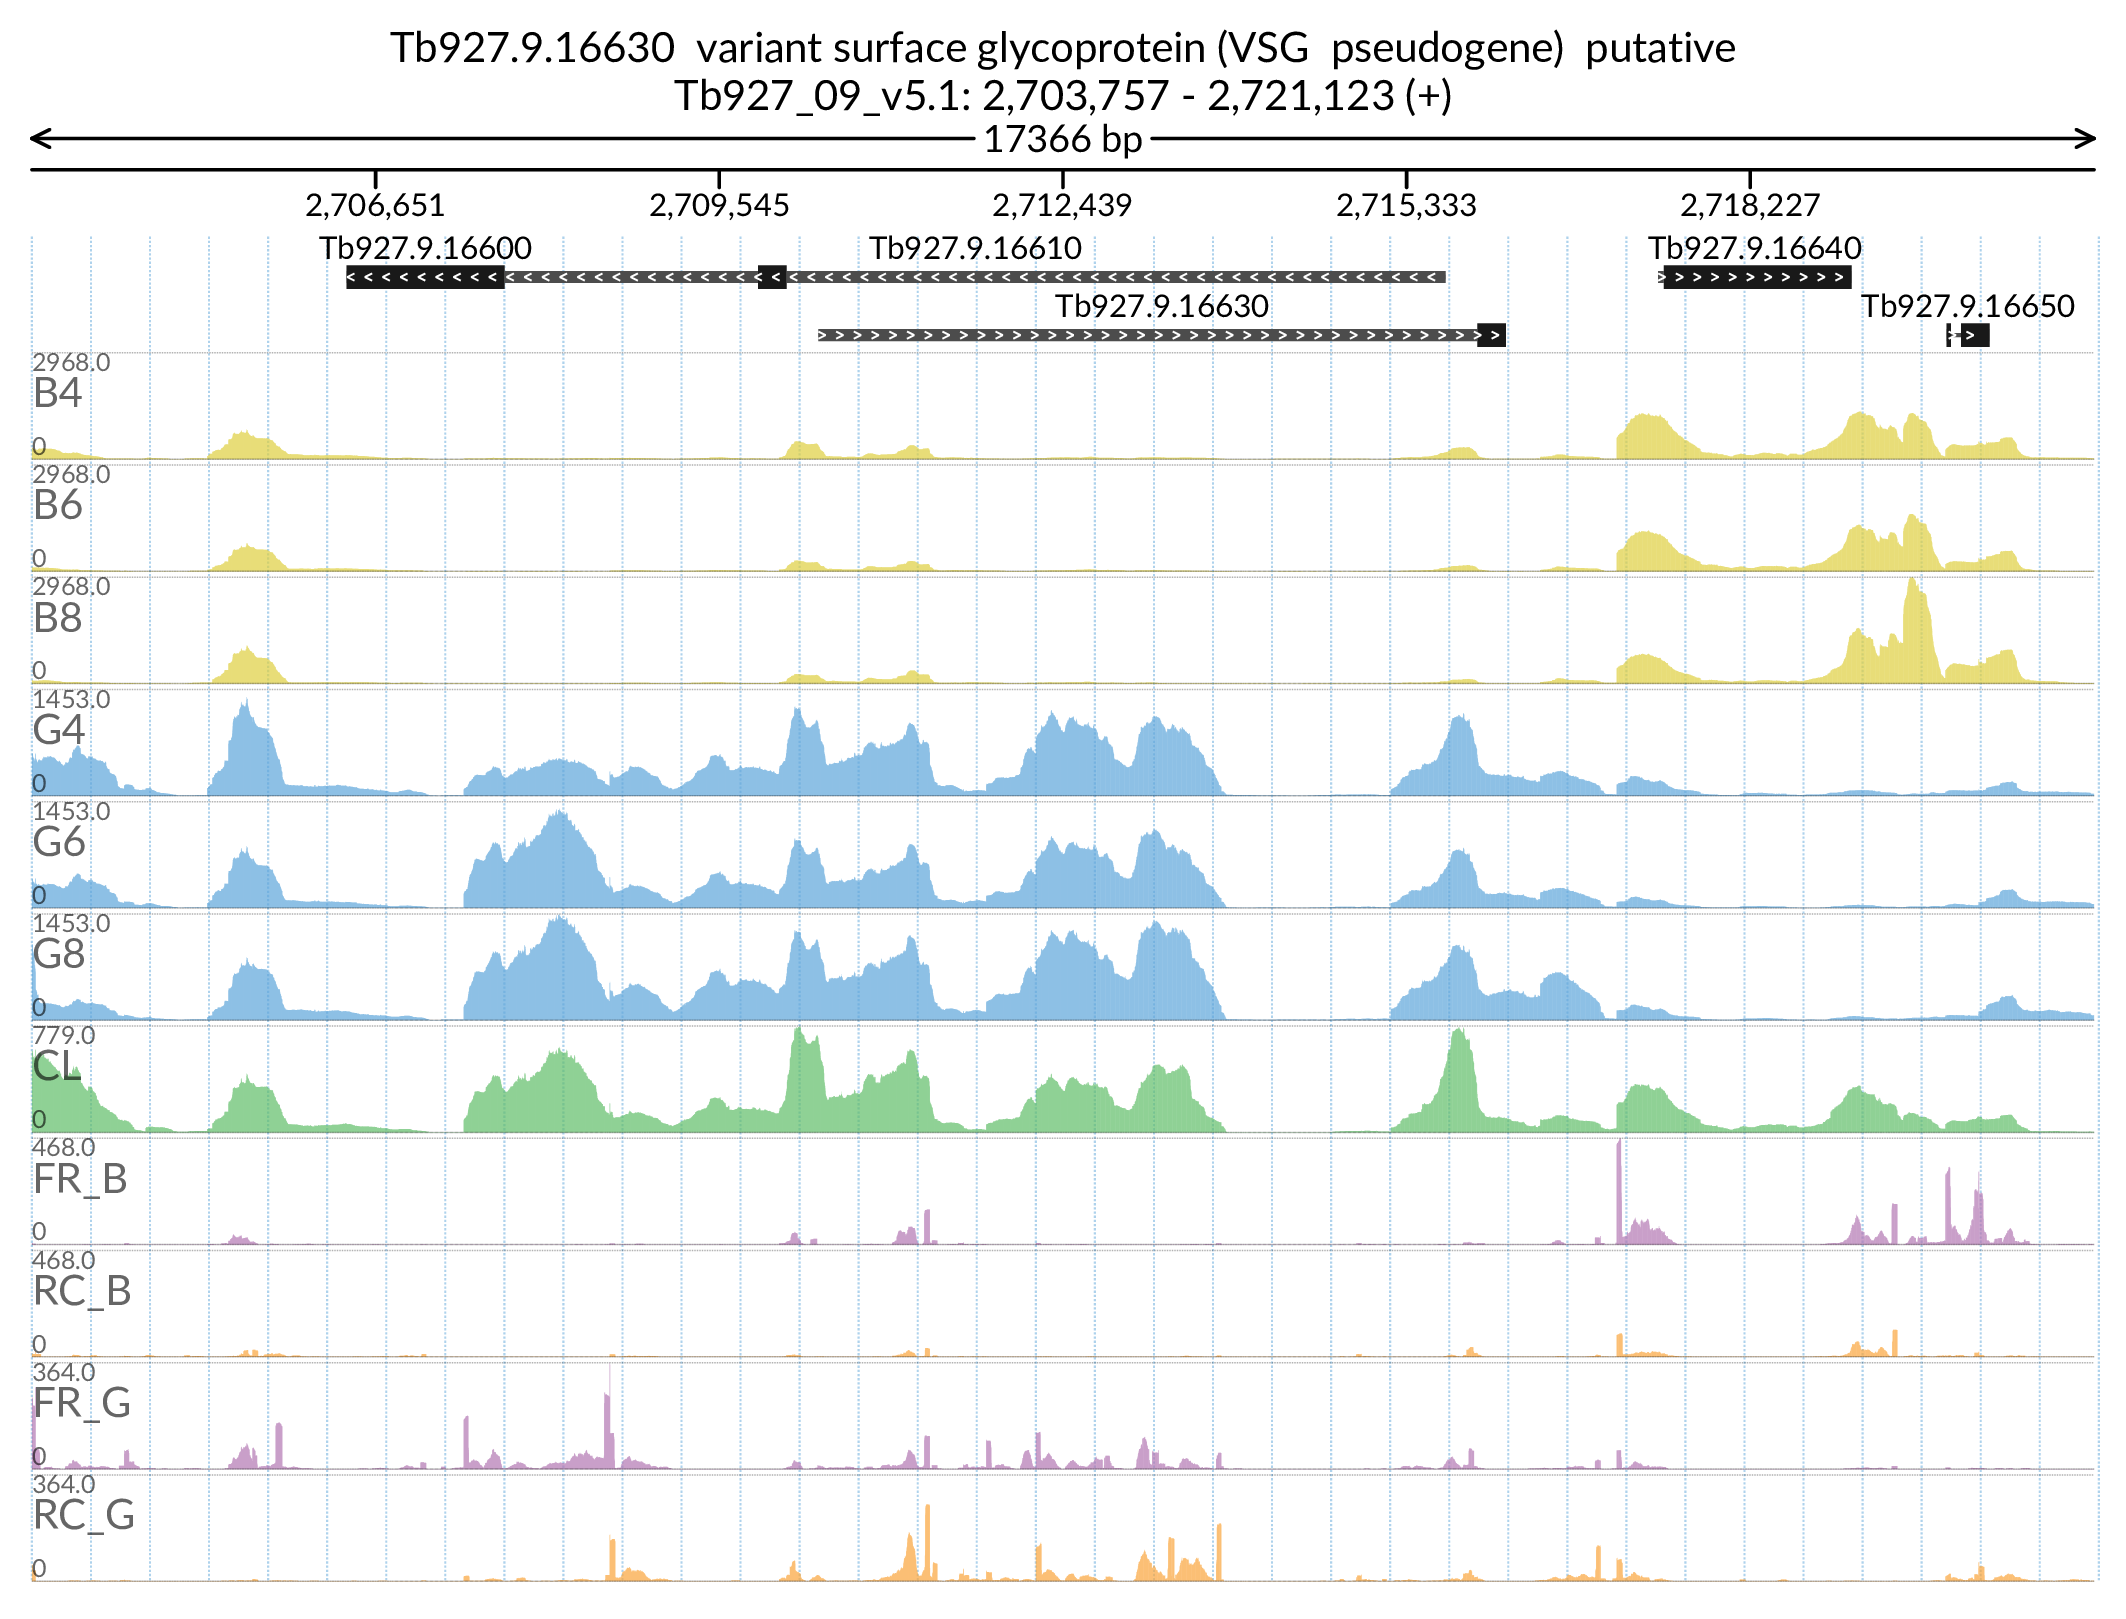 Tb927.9.16630  variant surface glycoprotein (VSG  pseudogene)  putative
Tb927_09_v5.1: 2,703,757 - 2,721,123 (+)
17366 bp
2,706,651 2,709,545 2,712,439 2,715,333 2,718,227
Tb927.9.16600 Tb927.9.16610 Tb927.9.16640
Tb927.9.16630 Tb927.9.16650
2968.0
B4
0
2968.0
B6
0
2968.0
B8
0
1453.0
G4
0
1453.0
G6
0
1453.0
G8
0
779.0
CL
0
468.0
FR_B
0
468.0
RC_B
0
364.0
FR_G
0
364.0
RC_G
0